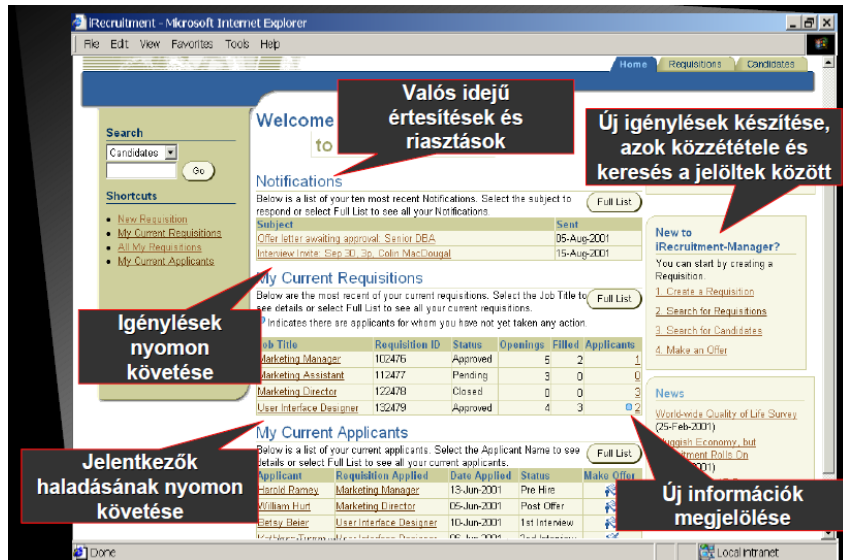 iRecruitment - Microsoft Internet Explorer
File Edit View Favorites Tools Help
Home Requisitions Candidates
Valós idejű
értesítések és
riasztások
Új igénylések készítése,
azok közzététele és
keresés a jelöltek között
Search
Candidates
Go
Shortcuts
New Requisition
My Current Requisitions
All My Requisitions
My Current Applicants
Welcome
to
Notifications
Below is a list of your ten most recent Notifications. Select the subject to
respond or select Full List to see all your Notifications.
Full List
Subject Sent
Offer letter awaiting approval: Senior DBA 05-Aug-2001
Interview Invite: Sep 30, 3p, Colin MacDougal 15-Aug-2001
My Current Requisitions
Below are the most recent of your current requisitions. Select the Job Title to
see details or select Full List to see all your current requisitions.
Full List
Indicates there are applicants for whom you have not yet taken any action.
Job Title Requisition ID Status Openings Filled Applicants
Marketing Manager 102476 Approved 5 2 1
Marketing Assistant 112477 Pending 3 0 0
Marketing Director 122478 Closed 0 0 3
User Interface Designer 132479 Approved 4 3 2
Igénylések
nyomon
követése
My Current Applicants
Below is a list of your current applicants. Select the Applicant Name to see
details or select Full List to see all your current applicants.
Full List
Applicant Requisition Applied Date Applied Status Make Offer
Harold Ramey Marketing Manager 13-Jun-2001 Pre Hire
William Hurt Marketing Director 05-Jun-2001 Post Offer
Betsy Beier User Interface Designer 10-Jun-2001 1st Interview
User Interface Designer 2nd Interview
Jelentkezők
haladásának nyomon
követése
New to
iRecruitment-Manager?
You can start by creating a
Requisition.
1. Create a Requisition
2. Search for Requisitions
3. Search for Candidates
4. Make an Offer
News
World-wide Quality of Life Survey
(25-Feb-2001)
Sluggish Economy, but
Rolls On
2001)
Új információk
megjelölése
Done Local intranet